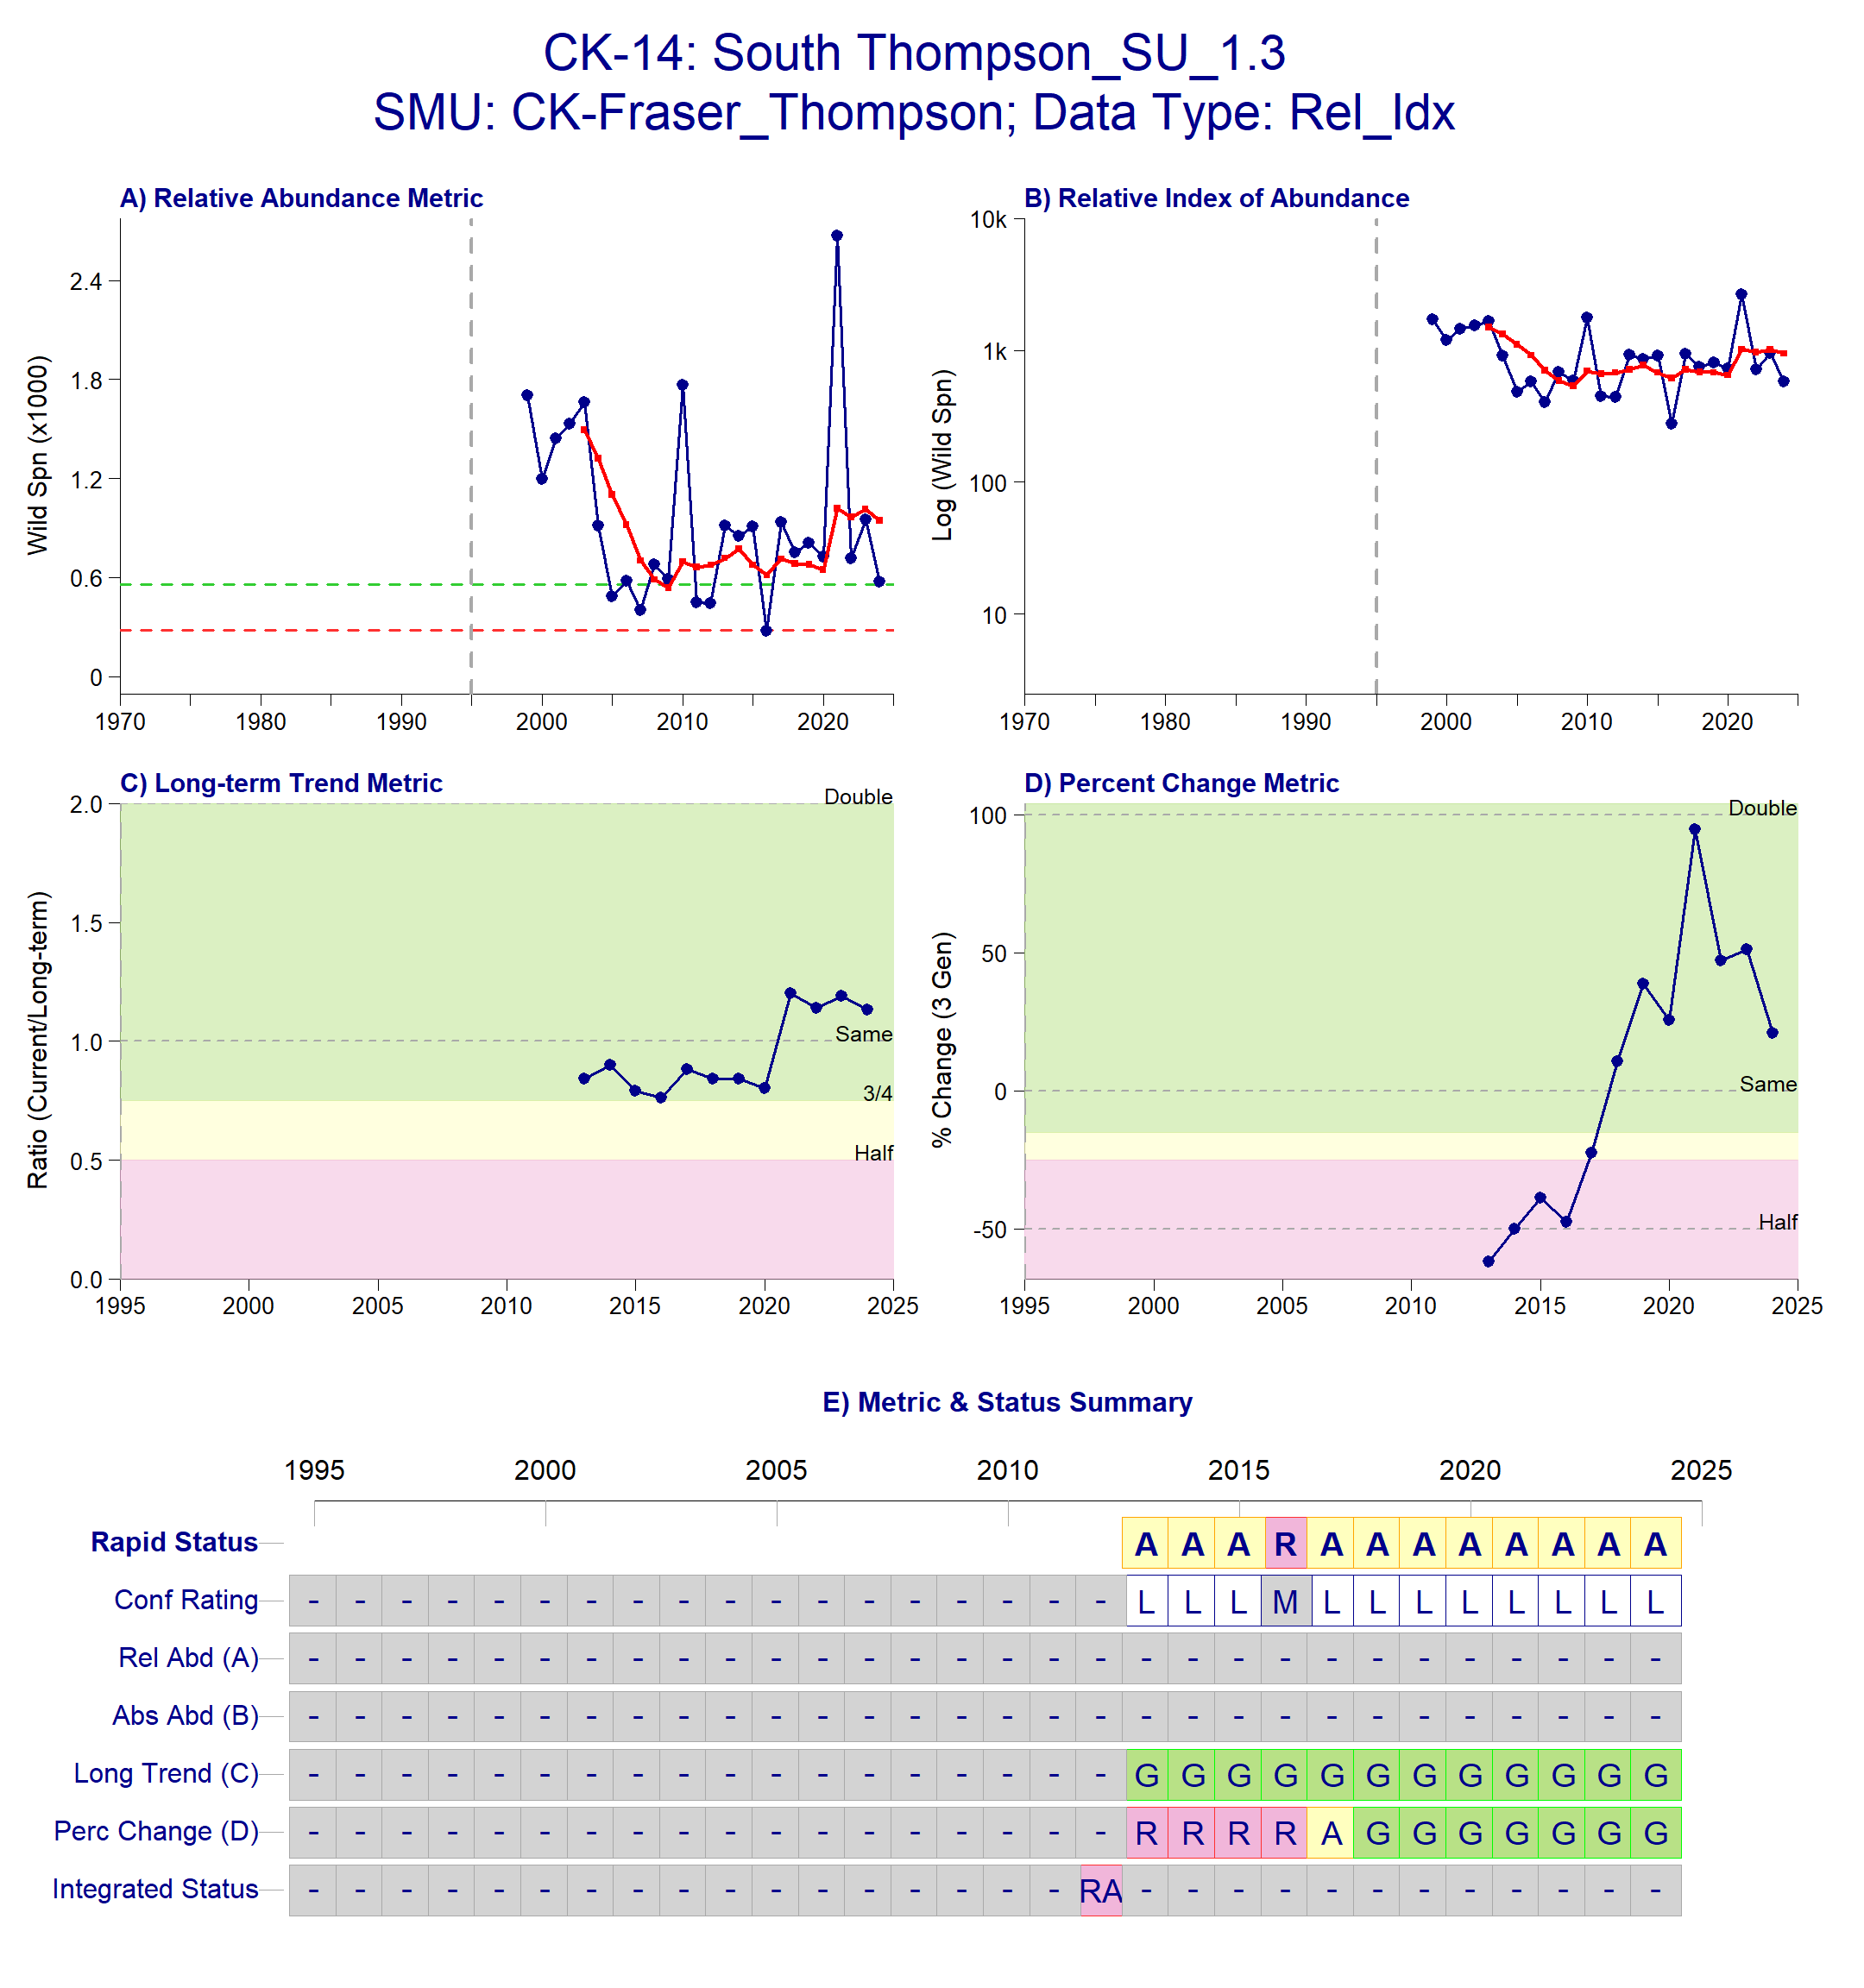 CK-14: South Thompson_SU_1.3
SMU: CK-Fraser_Thompson; Data Type: Rel_Idx
A) Relative Abundance Metric
Wild Spn (x1000)
2.4
1.8
1.2
0.6
0
1970 1980 1990 2000 2010 2020
B) Relative Index of Abundance
Log (Wild Spn)
10k
1k
100
10
1970 1980 1990 2000 2010 2020
C) Long-term Trend Metric
Ratio (Current/Long-term)
2.0
1.5
1.0
0.5
0.0
Double
Same
3/4
Half
1995 2000 2005 2010 2015 2020 2025
D) Percent Change Metric
% Change (3 Gen)
100
50
0
-50
Double
Same
Half
1995 2000 2005 2010 2015 2020 2025
E) Metric & Status Summary
1995 2000 2005 2010 2015 2020 2025
Rapid Status A A A R A A A A A A A A
Conf Rating - - - - - - - - - - - - - - - - - - L L L M L L L L L L L L
Rel Abd (A) - - - - - - - - - - - - - - - - - - - - - - - - - - - - - -
Abs Abd (B) - - - - - - - - - - - - - - - - - - - - - - - - - - - - - -
Long Trend (C) - - - - - - - - - - - - - - - - - - G G G G G G G G G G G G
Perc Change (D) - - - - - - - - - - - - - - - - - - R R R R A G G G G G G G
Integrated Status - - - - - - - - - - - - - - - - - RA - - - - - - - - - - - -